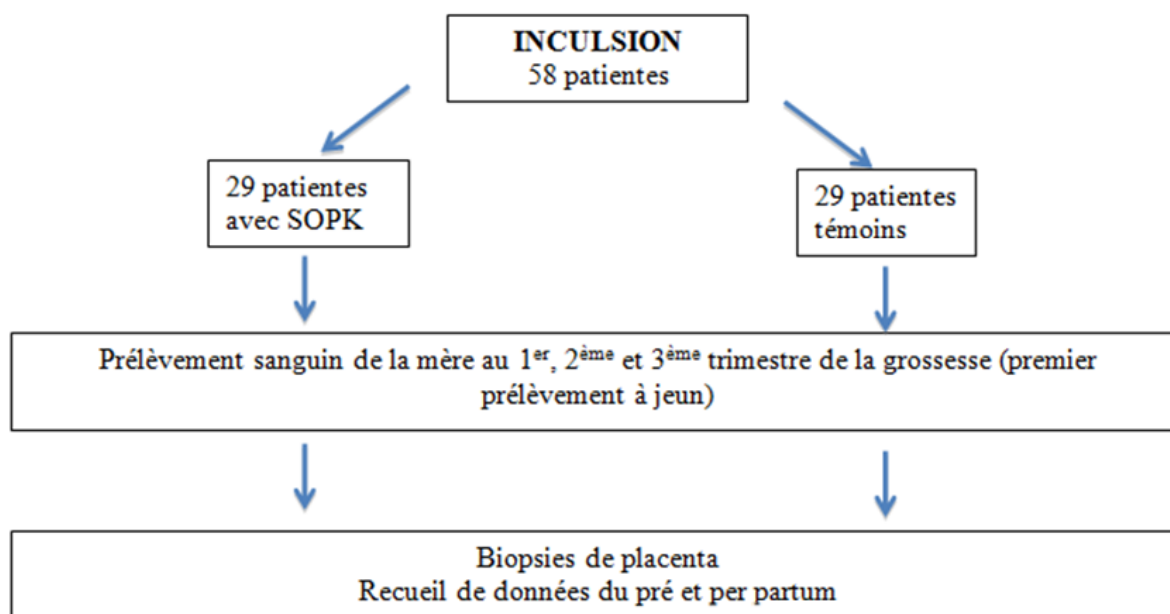 INCULSION
58 patientes
29 patientes
avec SOPK
29 patientes
témoins
Prélèvement sanguin de la mère au 1er, 2ème et 3ème trimestre de la grossesse (premier
prélèvement à jeun)
Biopsies de placenta
Recueil de données du pré et per partum